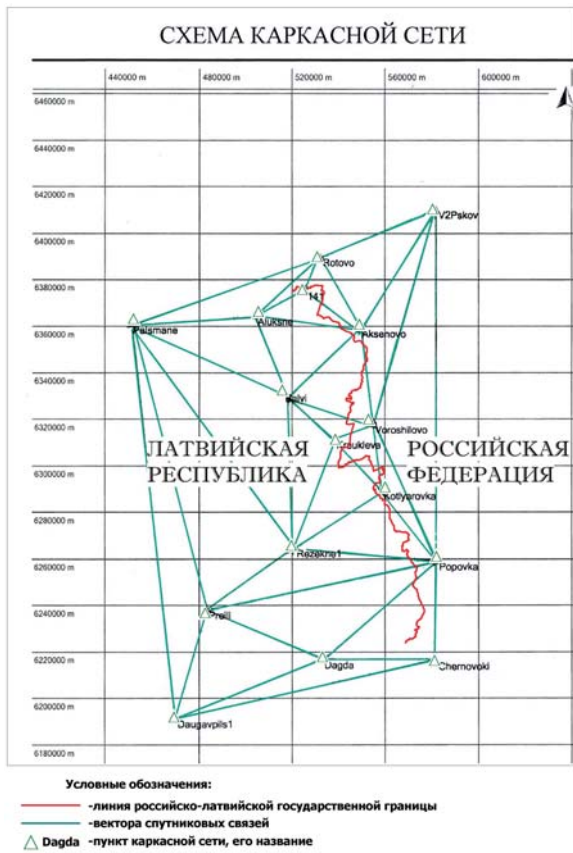 СХЕМА КАРКАСНОЙ СЕТИ
440000 m
480000 m
520000 m
560000 m
600000 m
6460000 m
6440000 m
6420000 m
V2Pskov
6400000 m
Rotovo
6380000 m
Aluksne
Aksenovo
Palsmane
6360000 m
6340000 m
6320000 m
Voroshilovo
ЛАТВИЙСКАЯ
РЕСПУБЛИКА
РОССИЙСКАЯ
ФЕДЕРАЦИЯ
6300000 m
Kotlyarovka
6280000 m
Rezekne1
Popovka
6260000 m
6240000 m
Preili
6220000 m
Dagda
Chernovoki
6200000 m
Daugavpils1
6180000 m
Условные обозначения:
-линия российско-латвийской государственной границы
-вектора спутниковых связей
Dagda -пункт каркасной сети, его название